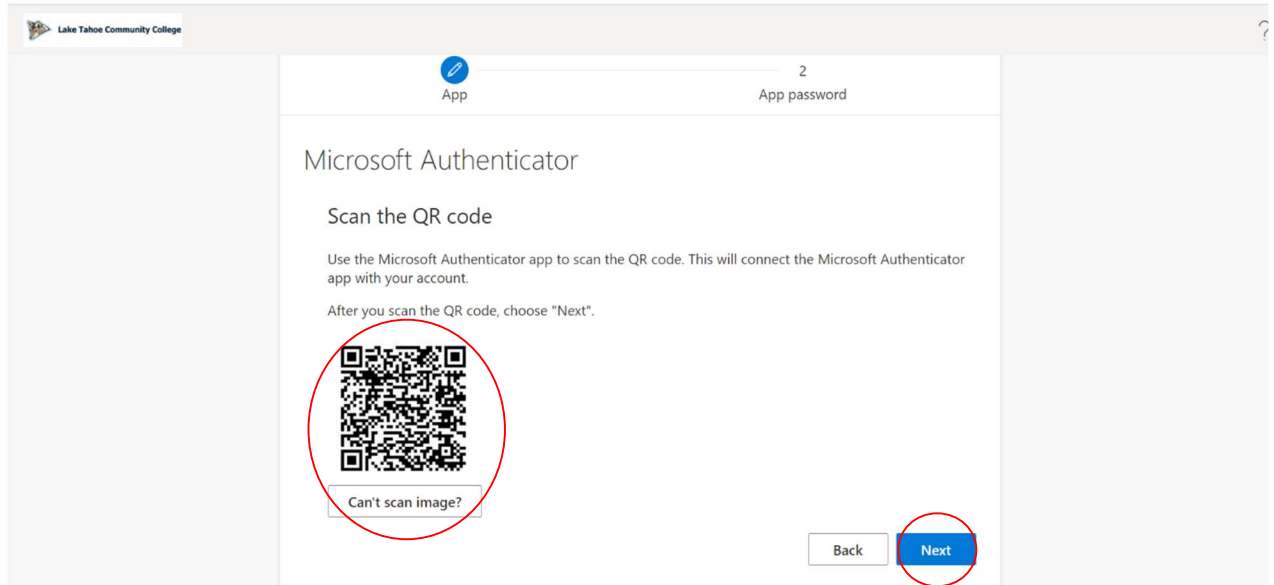 Lake Tahoe Community College
?
2
App
App password
Microsoft Authenticator
Scan the QR code
Use the Microsoft Authenticator app to scan the QR code. This will connect the Microsoft Authenticator
app with your account.
After you scan the QR code, choose "Next".
Can't scan image?
Back
Next